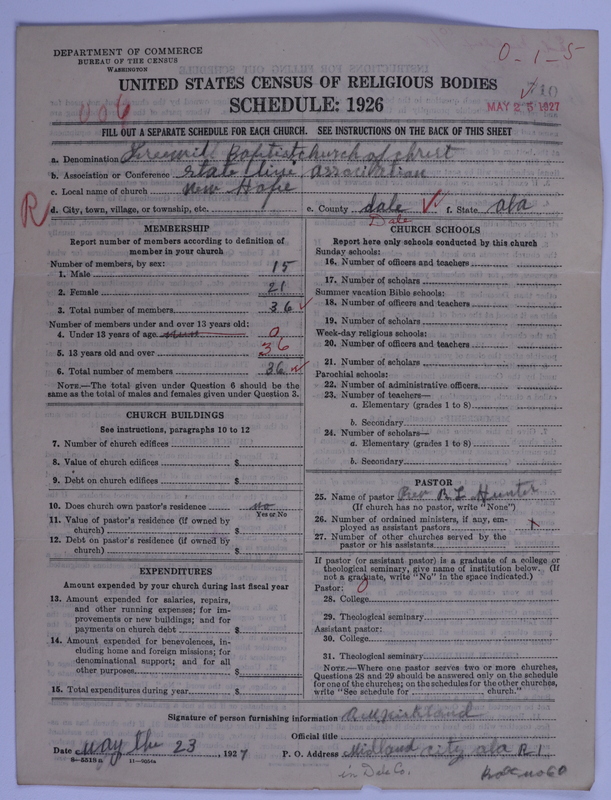 DEPARTMENT OF COMMERCE
BUREAU OF THE CENSUS
WASHINGTON
0-1-5
UNITED STATES CENSUS OF RELIGIOUS BODIES
006
SCHEDULE: 1926
MAY 25 1927
FILL OUT A SEPARATE SCHEDULE FOR EACH CHURCH. SEE INSTRUCTIONS ON THE BACK OF THIS SHEET
a. Denomination Freewill Baptist church of christ
b. Association or Conference State line association
c. Local name of church new Hope
R
d. City, town, village, or township, etc. e. County dale f. State ala
Dale
MEMBERSHIP
Report number of members according to definition of member in your church
Number of members, by sex:
1. Male 15
2. Female 21
3. Total number of members 36
Number of members under and over 13 years old:
4. Under 13 years of age 0
5. 13 years old and over 36
6. Total number of members 36
NOTE.—The total given under Question 6 should be the
same as the total of males and females given under Question 3.
CHURCH BUILDINGS
See instructions, paragraphs 10 to 12
7. Number of church edifices
8. Value of church edifices $
9. Debt on church edifices $
10. Does church own pastor's residence no
Yes or No
11. Value of pastor's residence (if owned by
church) $
12. Debt on pastor's residence (if owned by
church) $
EXPENDITURES
Amount expended by your church during last fiscal year
13. Amount expended for salaries, repairs,
and other running expenses; for im-
provements or new buildings; and for
payments on church debt $
14. Amount expended for benevolences, in-
cluding home and foreign missions; for
denominational support; and for all
other purposes $
15. Total expenditures during year $
CHURCH SCHOOLS
Report here only schools conducted by this church
Sunday schools:
16. Number of officers and teachers
17. Number of scholars
Summer vacation Bible schools:
18. Number of officers and teachers
19. Number of scholars
Week-day religious schools:
20. Number of officers and teachers
21. Number of scholars
Parochial schools:
22. Number of administrative officers
23. Number of teachers—
a. Elementary (grades 1 to 8)
b. Secondary
24. Number of scholars—
a. Elementary (grades 1 to 8)
b. Secondary
PASTOR
25. Name of pastor Rev B. L. Hunter
(If church has no pastor, write "None")
26. Number of ordained ministers, if any, em-
ployed as assistant pastors x
27. Number of other churches served by the
pastor or his assistants
If pastor (or assistant pastor) is a graduate of a college or
theological seminary, give name of institution below. (If
not a graduate, write "No" in the space indicated.)
Pastor: 0
28. College
29. Theological seminary
Assistant pastor:
30. College
31. Theological seminary
NOTE.—Where one pastor serves two or more churches,
Questions 28 and 29 should be answered only on the schedule
for one of the churches; on the schedules for the other churches,
write "See schedule for church."
Signature of person furnishing information R M Kirkland
Official title
Date May the 23, 1927 P. O. Address Midland city ala R. 1
8-5515a 11-9054a
in Dale Co. Box no 60